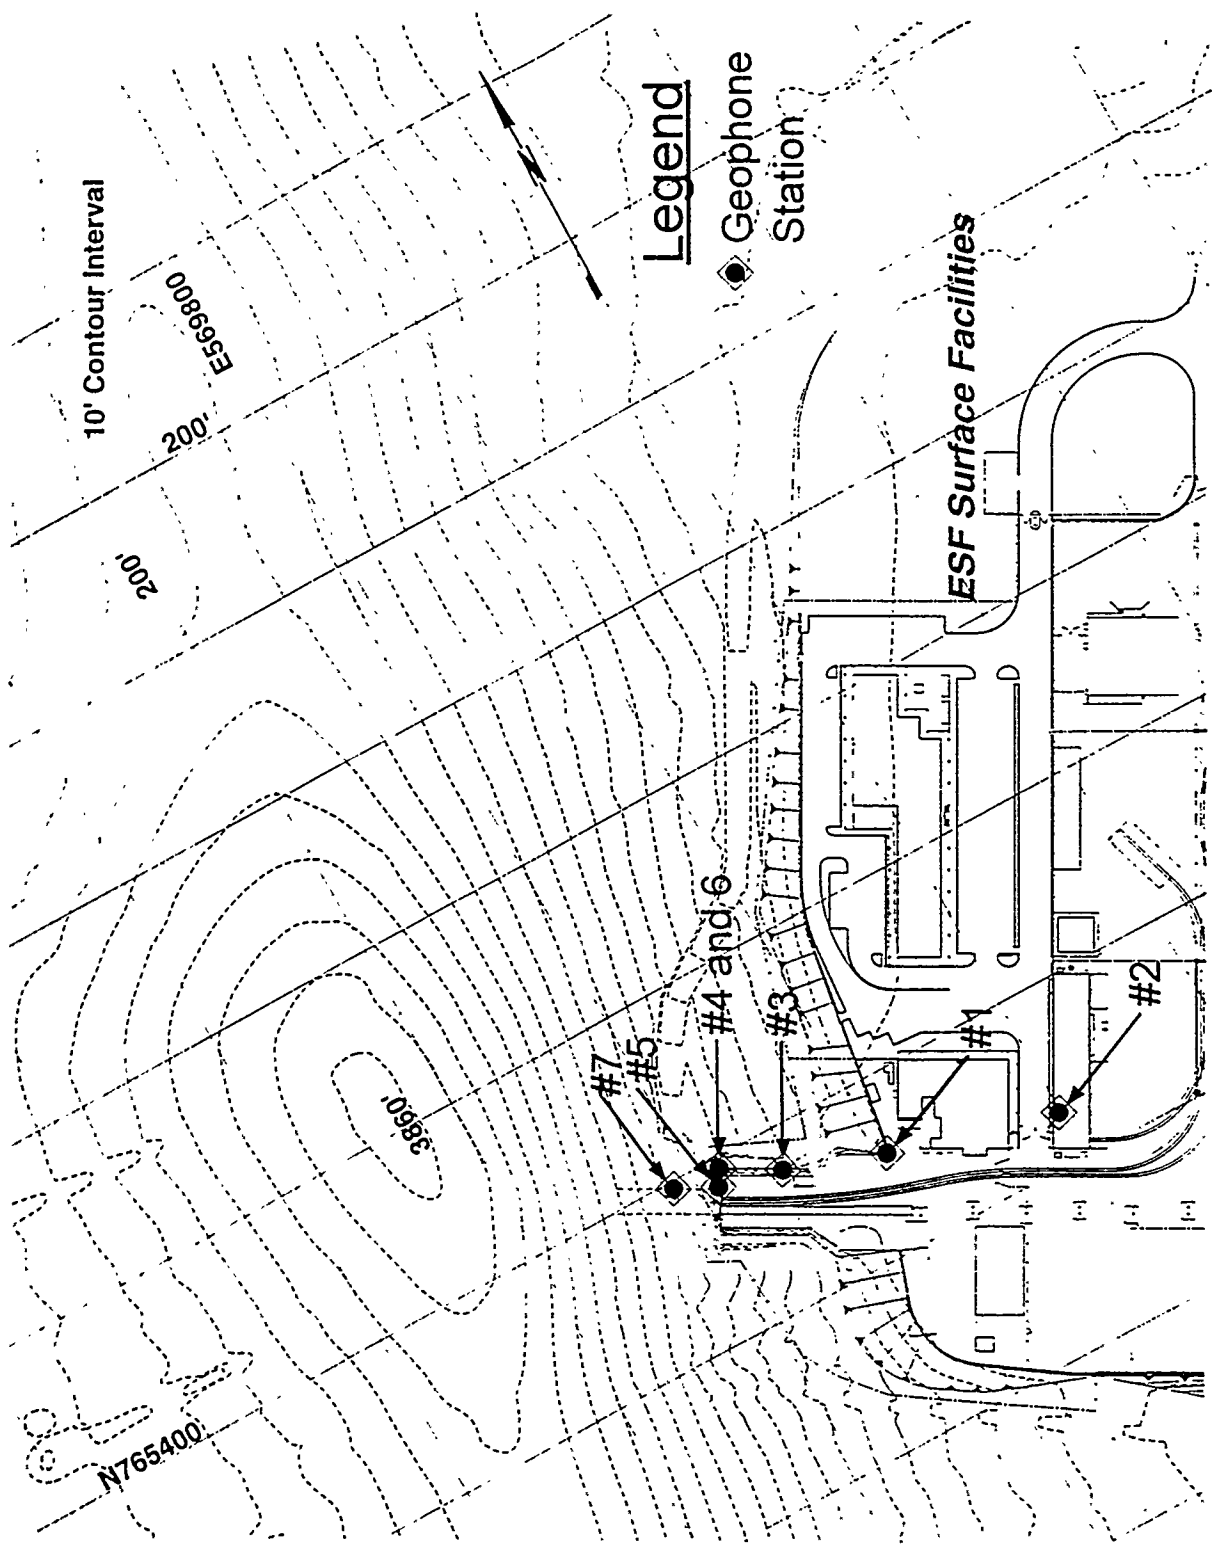 10' Contour Interval
E569800
200'
200'
N
Legend
Geophone
Station
ESF Surface Facilities
3860'
N765400
#7
#5
#4 and 6
#3
#1
#2